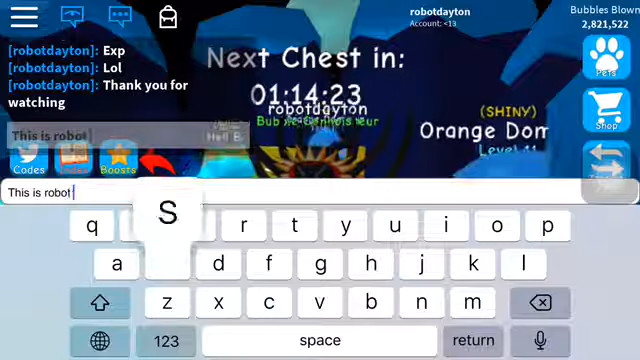 robotdayton
Account: <13
Bubbles Blown
2,821,522
[robotdayton]: Exp
[robotdayton]: Lol
[robotdayton]: Thank you for
watching
Next Chest in:
01:14:23
robotdayton
(SHINY)
Orange Dom
Level 11
This is robot
Pets
Shop
Codes
Index
Boosts
This is robot
S
q r t y u i o p
a d f g h j k l
z x c v b n m
123 space return